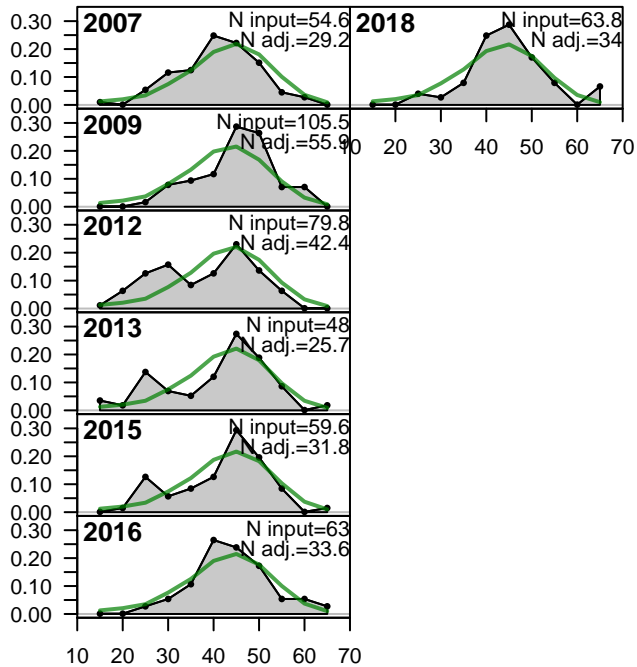 0.30
0.20
0.10
0.00
2007
N input=54.6
N adj.=29.2
2018
N input=63.8
N adj.=34
10 20 30 40 50 60 70
0.30
0.20
0.10
0.00
2009
N input=105.5
N adj.=55.9
0.30
0.20
0.10
0.00
2012
N input=79.8
N adj.=42.4
0.30
0.20
0.10
0.00
2013
N input=48
N adj.=25.7
0.30
0.20
0.10
0.00
2015
N input=59.6
N adj.=31.8
0.30
0.20
0.10
0.00
2016
N input=63
N adj.=33.6
10 20 30 40 50 60 70